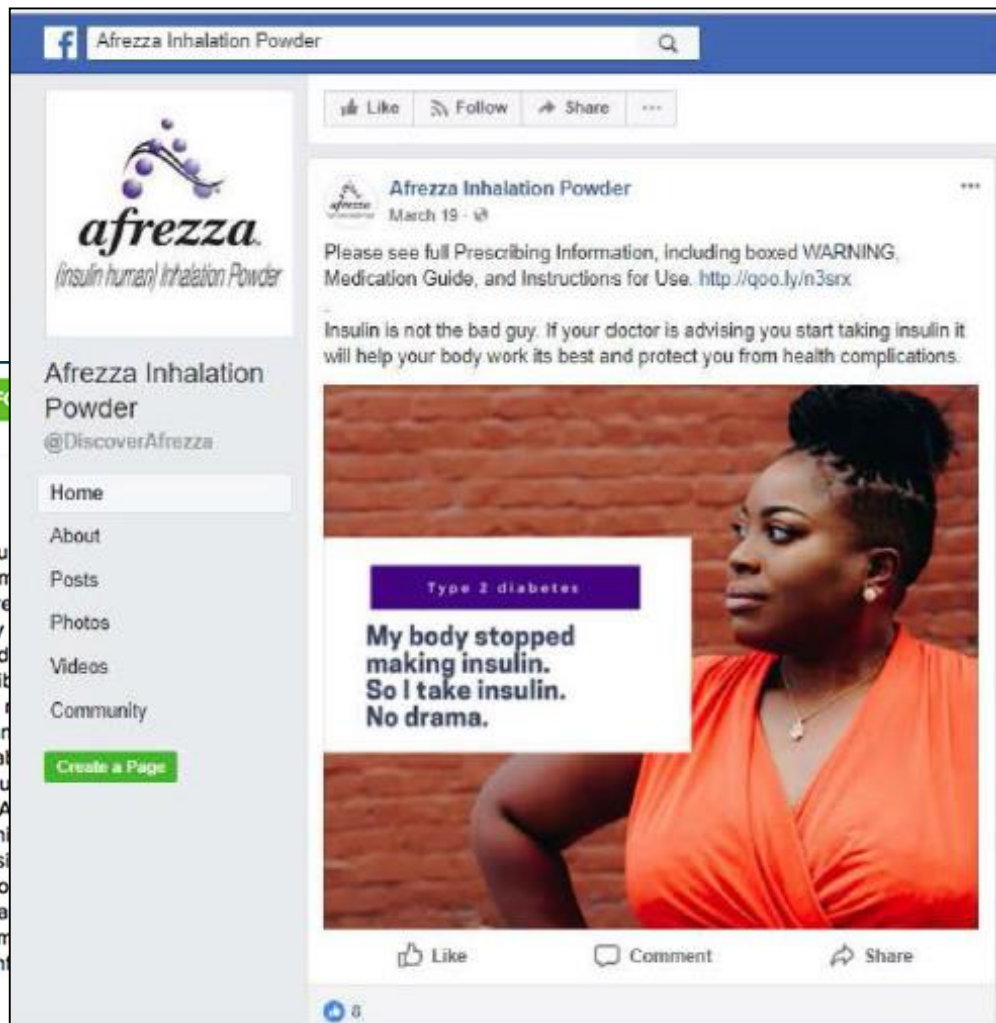 Afrezza Inhalation Powder
Like Follow Share ...
afrezza
(insulin human) Inhalation Powder
Afrezza Inhalation
Powder
@DiscoverAfrezza
Home
About
Posts
Photos
Videos
Community
Create a Page
Afrezza Inhalation Powder
March 19
Please see full Prescribing Information, including boxed WARNING,
Medication Guide, and Instructions for Use. http://qoo.ly/n3srx
Insulin is not the bad guy. If your doctor is advising you start taking insulin it
will help your body work its best and protect you from health complications.
Type 2 diabetes
My body stopped
making insulin.
So I take insulin.
No drama.
Like Comment Share
8